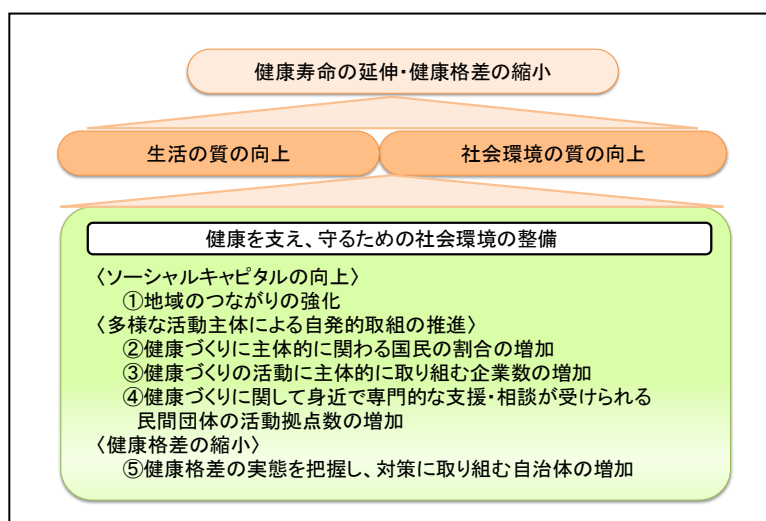 健康寿命の延伸・健康格差の縮小
生活の質の向上
社会環境の質の向上
健康を支え、守るための社会環境の整備
〈ソーシャルキャピタルの向上〉
①地域のつながりの強化
〈多様な活動主体による自発的取組の推進〉
②健康づくりに主体的に関わる国民の割合の増加
③健康づくりの活動に主体的に取り組む企業数の増加
④健康づくりに関して身近で専門的な支援・相談が受けられる
民間団体の活動拠点数の増加
〈健康格差の縮小〉
⑤健康格差の実態を把握し、対策に取り組む自治体の増加